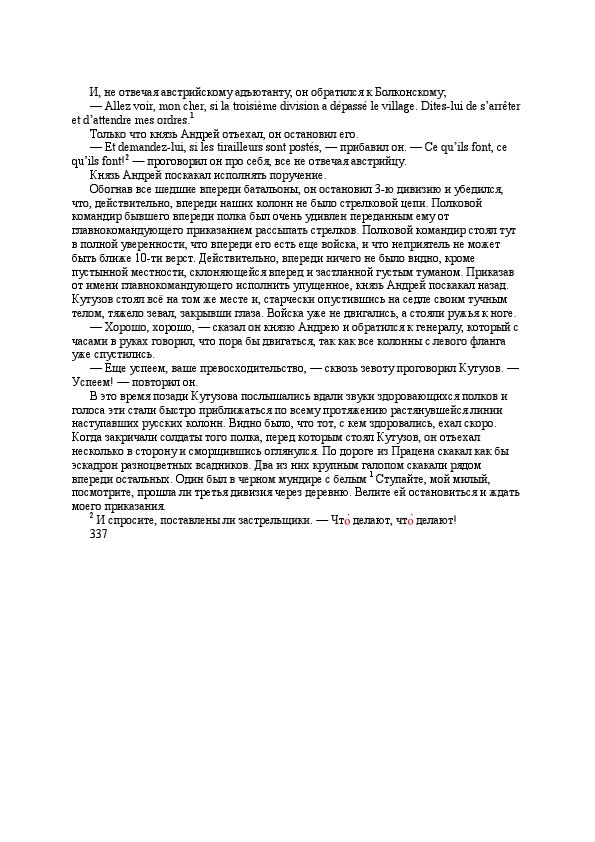 И, не отвечая австрийскому адъютанту, он обратился к Болконскому;
— Allez voir, mon cher, si la troisième division a dépassé le village. Dites-lui de s’arrêter
et d’attendre mes ordres.1
Только что князь Андрей отъехал, он остановил его.
— Et demandez-lui, si les tirailleurs sont postés, — прибавил он. — Ce qu’ils font, ce
qu’ils font!2 — проговорил он про себя, все не отвечая австрийцу.
Князь Андрей поскакал исполнять поручение.
Обогнав все шедшие впереди батальоны, он остановил 3-ю дивизию и убедился,
что, действительно, впереди наших колонн не было стрелковой цепи. Полковой
командир бывшего впереди полка был очень удивлен переданным ему от
главнокомандующего приказанием рассыпать стрелков. Полковой командир стоял тут
в полной уверенности, что впереди его есть еще войска, и что неприятель не может
быть ближе 10-ти верст. Действительно, впереди ничего не было видно, кроме
пустынной местности, склоняющейся вперед и застланной густым туманом. Приказав
от имени главнокомандующего исполнить упущенное, князь Андрей поскакал назад.
Кутузов стоял всё на том же месте и, старчески опустившись на седле своим тучным
телом, тяжело зевал, закрывши глаза. Войска уже не двигались, а стояли ружья к ноге.
— Хорошо, хорошо, — сказал он князю Андрею и обратился к генералу, который с
часами в руках говорил, что пора бы двигаться, так как все колонны с левого фланга
уже спустились.
— Еще успеем, ваше превосходительство, — сквозь зевоту проговорил Кутузов. —
Успеем! — повторил он.
В это время позади Кутузова послышались вдали звуки здоровающихся полков и
голоса эти стали быстро приближаться по всему протяжению растянувшейся линии
наступавших русских колонн. Видно было, что тот, с кем здоровались, ехал скоро.
Когда закричали солдаты того полка, перед которым стоял Кутузов, он отъехал
несколько в сторону и сморщившись оглянулся. По дороге из Працена скакал как бы
эскадрон разноцветных всадников. Два из них крупным галопом скакали рядом
впереди остальных. Один был в черном мундире с белым 1 Ступайте, мой милый,
посмотрите, прошла ли третья дивизия через деревню. Велите ей остановиться и ждать
моего приказания.
2 И спросите, поставлены ли застрельщики. — Что̀ делают, что̀ делают!
337